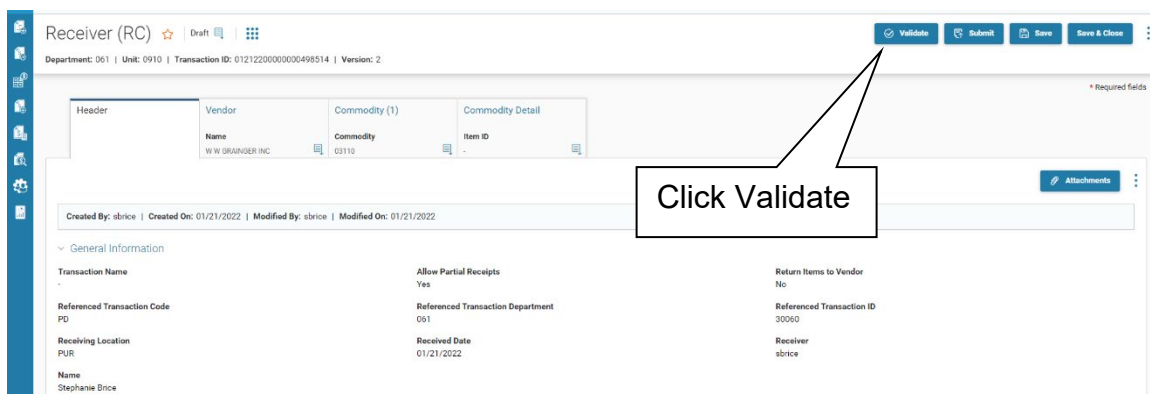 Receiver (RC) Draft
Validate Submit Save Save & Close
Department: 061 | Unit: 0910 | Transaction ID: 01212200000000498514 | Version: 2
* Required fields
Header Vendor Commodity (1) Commodity Detail
Name Commodity Item ID
W W GRAINGER INC 03110 -
Click Validate
Attachments
Created By: sbrice | Created On: 01/21/2022 | Modified By: sbrice | Modified On: 01/21/2022
General Information
Transaction Name Allow Partial Receipts Return Items to Vendor
- Yes No
Referenced Transaction Code Referenced Transaction Department Referenced Transaction ID
PD 061 30060
Receiving Location Received Date Receiver
PUR 01/21/2022 sbrice
Name
Stephanie Brice